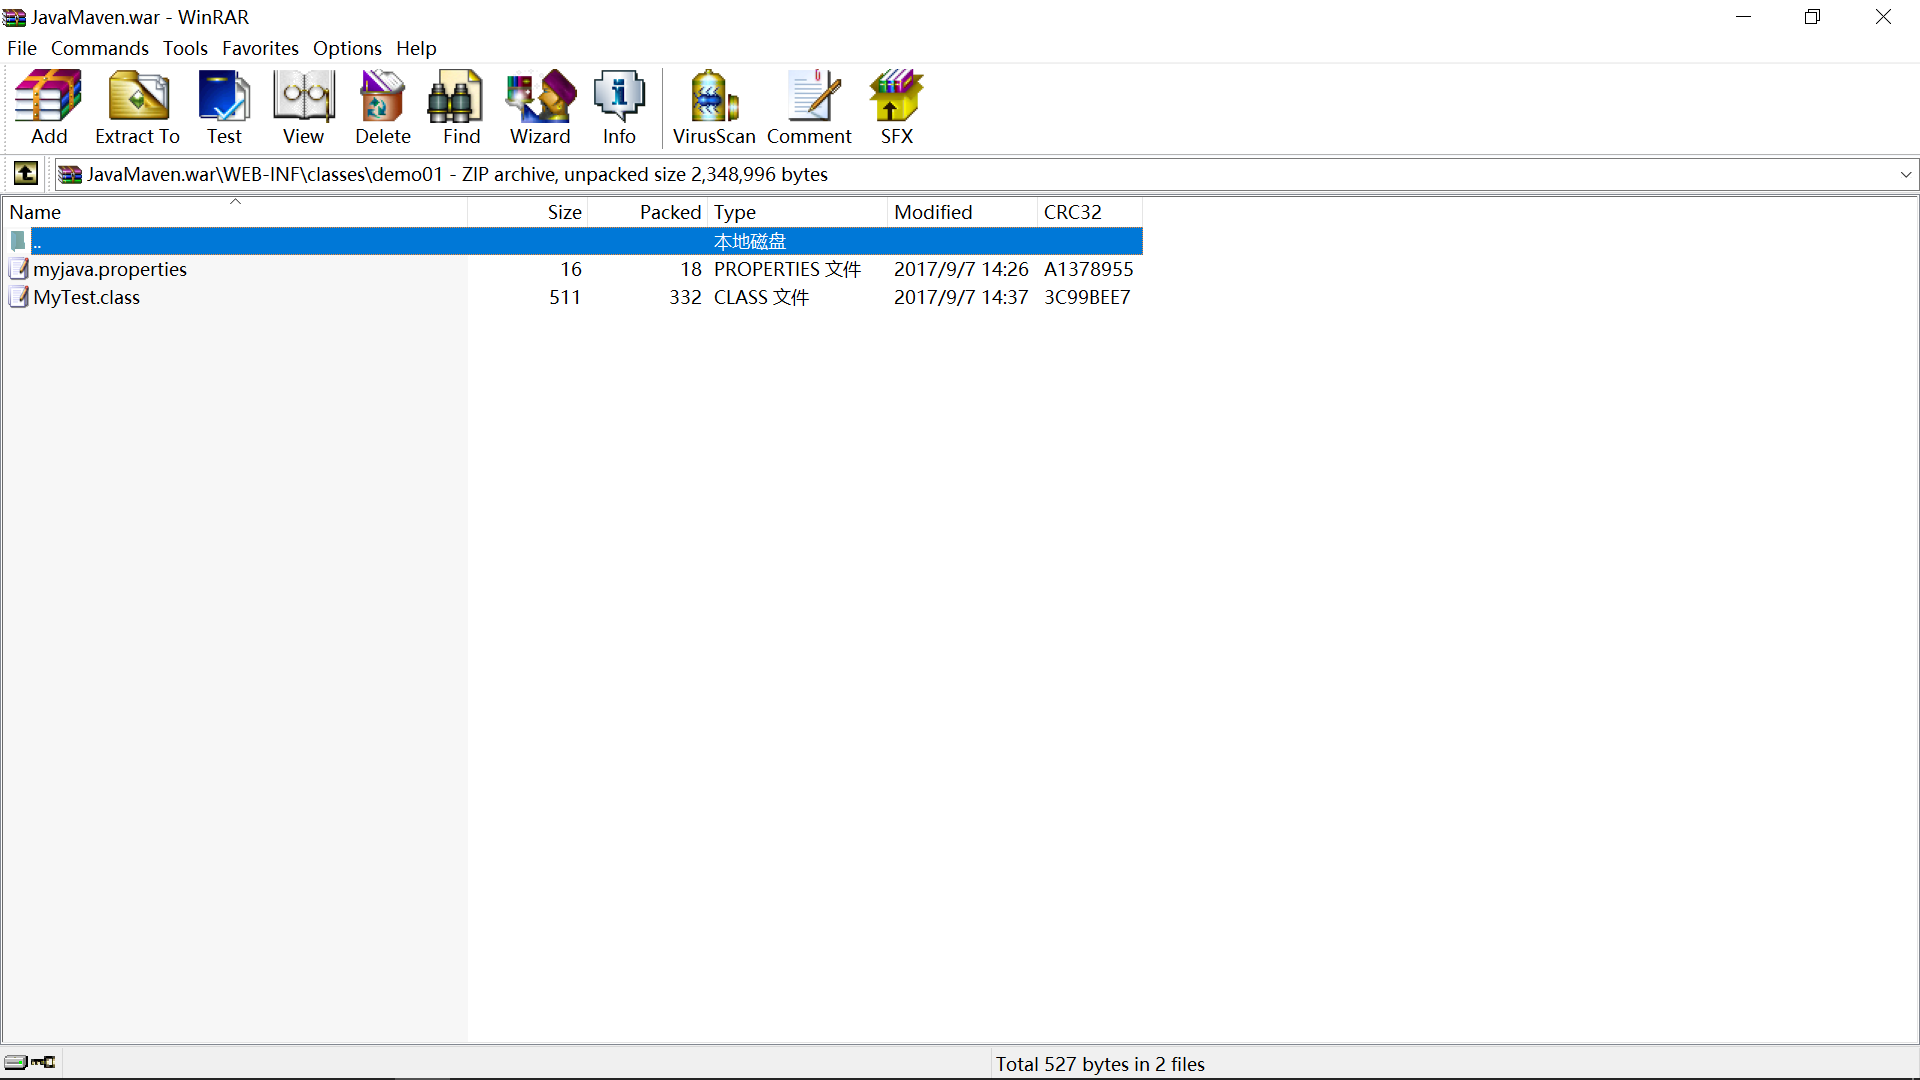 JavaMaven.war - WinRAR
File Commands Tools Favorites Options Help
Add Extract To Test View Delete Find Wizard Info VirusScan Comment SFX
JavaMaven.war\WEB-INF\classes\demo01 - ZIP archive, unpacked size 2,348,996 bytes
Name Size Packed Type Modified CRC32
.. 本地磁盘
myjava.properties 16 18 PROPERTIES 文件 2017/9/7 14:26 A1378955
MyTest.class 511 332 CLASS 文件 2017/9/7 14:37 3C99BEE7
Total 527 bytes in 2 files